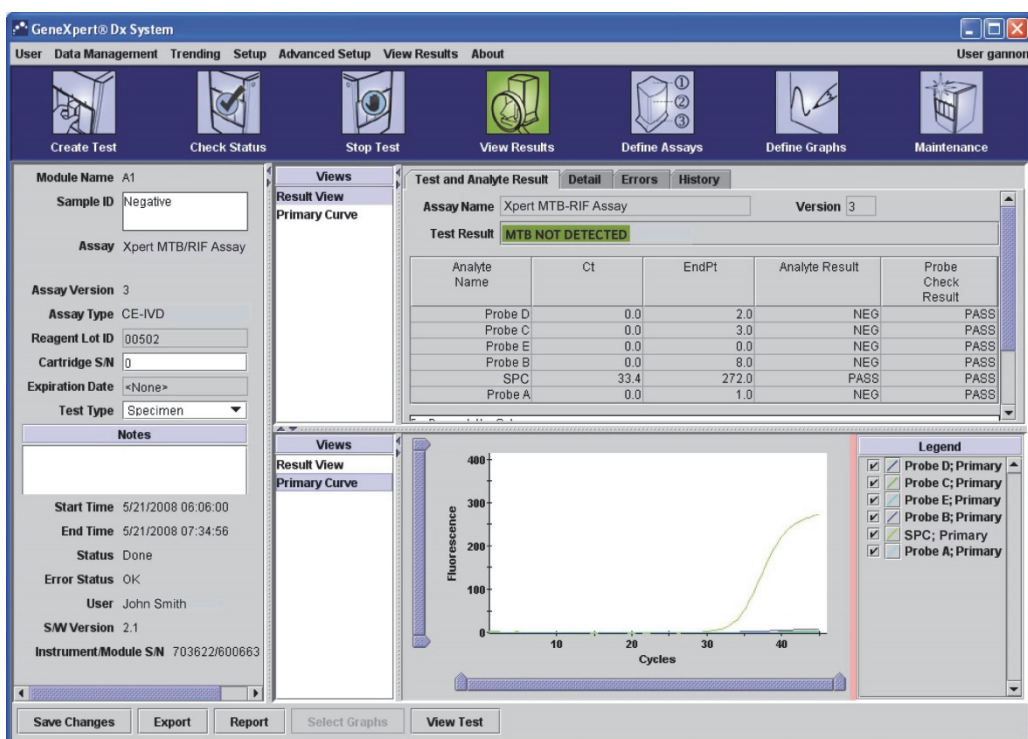 GeneXpert® Dx System
User Data Management Trending Setup Advanced Setup View Results About User gannon
Create Test Check Status Stop Test View Results Define Assays Define Graphs Maintenance
Module Name A1
Sample ID Negative
Assay Xpert MTB/RIF Assay
Assay Version 3
Assay Type CE-IVD
Reagent Lot ID 00502
Cartridge S/N 0
Expiration Date <None>
Test Type Specimen
Notes
Start Time 5/21/2008 06:06:00
End Time 5/21/2008 07:34:56
Status Done
Error Status OK
User John Smith
S/W Version 2.1
Instrument/Module S/N 703622/600663
Views
Result View
Primary Curve
Test and Analyte Result Detail Errors History
Assay Name Xpert MTB-RIF Assay Version 3
Test Result MTB NOT DETECTED
Analyte Name Ct EndPt Analyte Result Probe Check Result
Probe D 0.0 2.0 NEG PASS
Probe C 0.0 3.0 NEG PASS
Probe E 0.0 0.0 NEG PASS
Probe B 0.0 8.0 NEG PASS
SPC 33.4 272.0 PASS PASS
Probe A 0.0 1.0 NEG PASS
Views
Result View
Primary Curve
400
300
200
100
0
Fluorescence
10 20 30 40
Cycles
Legend
Probe D; Primary
Probe C; Primary
Probe E; Primary
Probe B; Primary
SPC; Primary
Probe A; Primary
Save Changes Export Report Select Graphs View Test